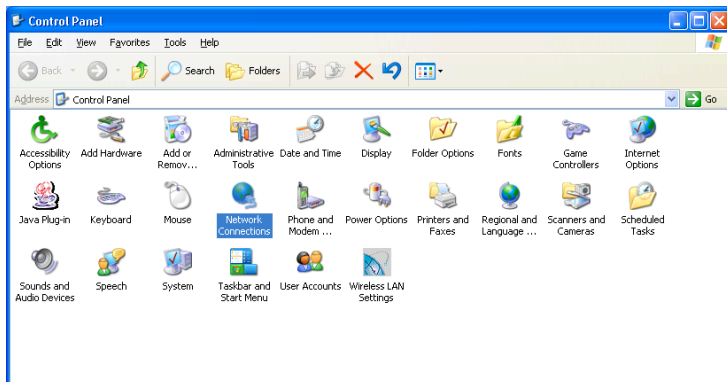 Control Panel
File Edit View Favorites Tools Help
Back Search Folders
Address Control Panel Go
Accessibility Options
Add Hardware
Add or Remov...
Administrative Tools
Date and Time
Display
Folder Options
Fonts
Game Controllers
Internet Options
Java Plug-in
Keyboard
Mouse
Network Connections
Phone and Modem ...
Power Options
Printers and Faxes
Regional and Language ...
Scanners and Cameras
Scheduled Tasks
Sounds and Audio Devices
Speech
System
Taskbar and Start Menu
User Accounts
Wireless LAN Settings